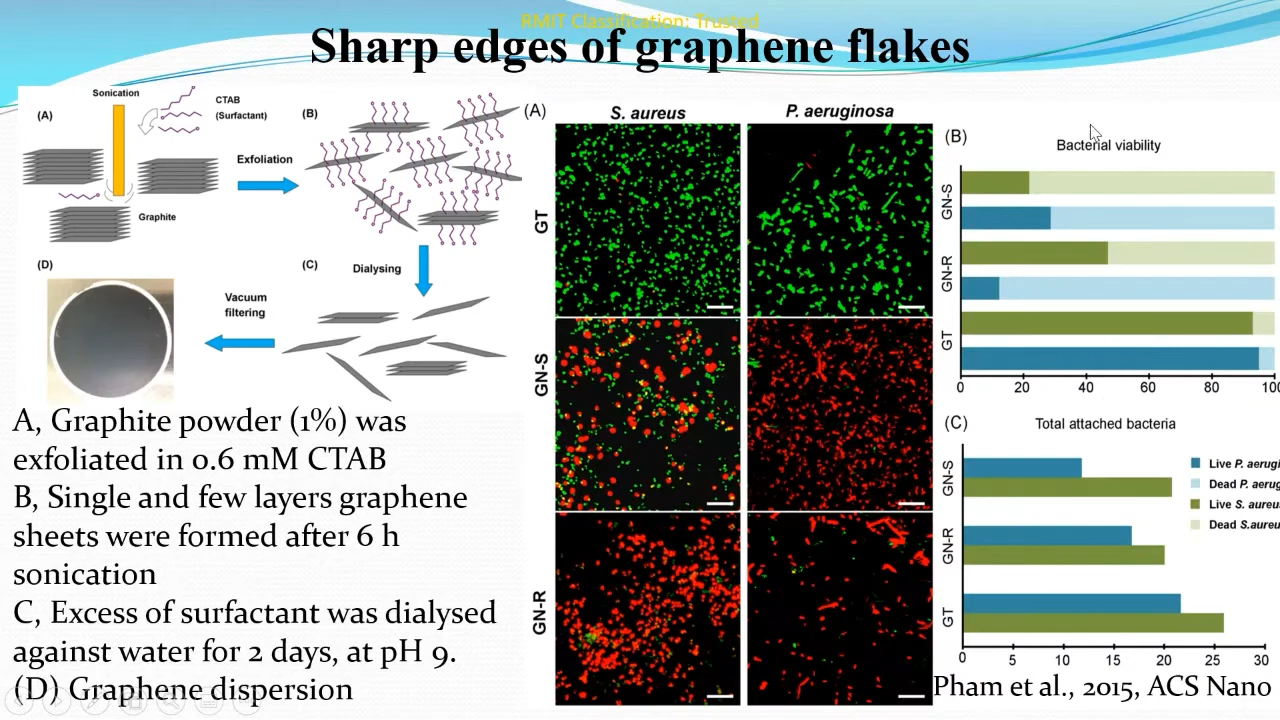 RMIT Classification: Trusted
Sharp edges of graphene flakes
Sonication
(A)
CTAB
(Surfactant)
Exfoliation
Graphite
(B)
(D)
Vacuum
filtering
(C)
Dialysing
A, Graphite powder (1%) was
exfoliated in 0.6 mM CTAB
B, Single and few layers graphene
sheets were formed after 6 h
sonication
C, Excess of surfactant was dialysed
against water for 2 days, at pH 9.
(D) Graphene dispersion
(A)
S. aureus
P. aeruginosa
GT
GN-S
GN-R
(B)
Bacterial viability
GN-S
GN-R
GT
0 20 40 60 80 100
(C)
Total attached bacteria
GN-S
GN-R
GT
Live P. aerugi
Dead P. aerug
Live S. aureu
Dead S.aureu
0 5 10 15 20 25 30
Pham et al., 2015, ACS Nano